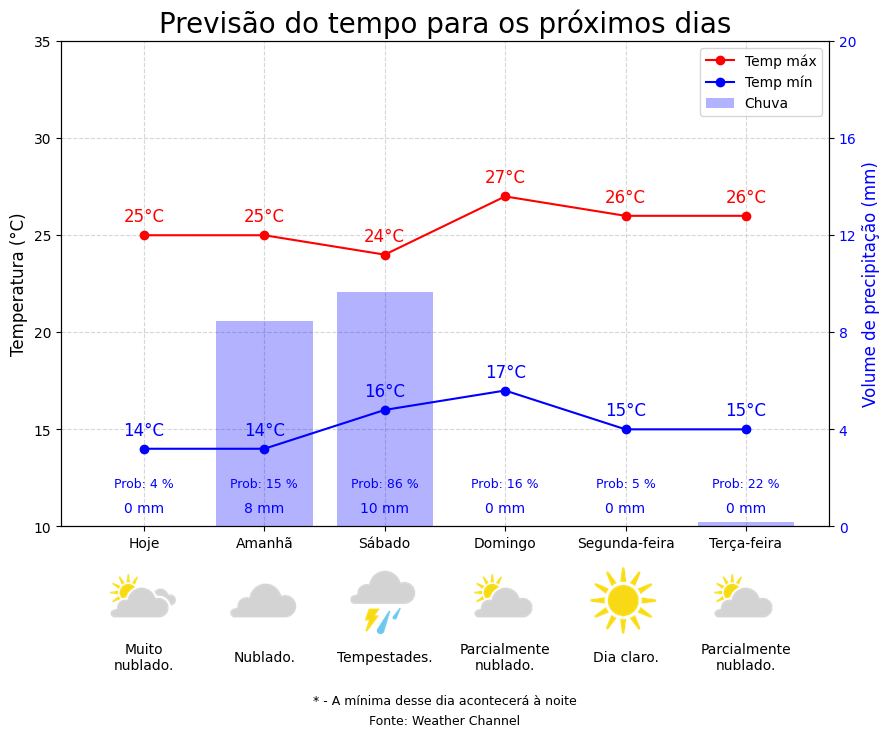 Previsão do tempo para os próximos dias
Temp máx
Temp mín
Chuva
Temperatura (°C)
Volume de precipitação (mm)
35
30
25
20
15
10
20
16
12
8
4
0
25°C 25°C 24°C 27°C 26°C 26°C
14°C 14°C 16°C 17°C 15°C 15°C
Prob: 4 % Prob: 15 % Prob: 86 % Prob: 16 % Prob: 5 % Prob: 22 %
0 mm 8 mm 10 mm 0 mm 0 mm 0 mm
Hoje Amanhã Sábado Domingo Segunda-feira Terça-feira
Muito
nublado.
Nublado.
Tempestades.
Parcialmente
nublado.
Dia claro.
Parcialmente
nublado.
* - A mínima desse dia acontecerá à noite
Fonte: Weather Channel